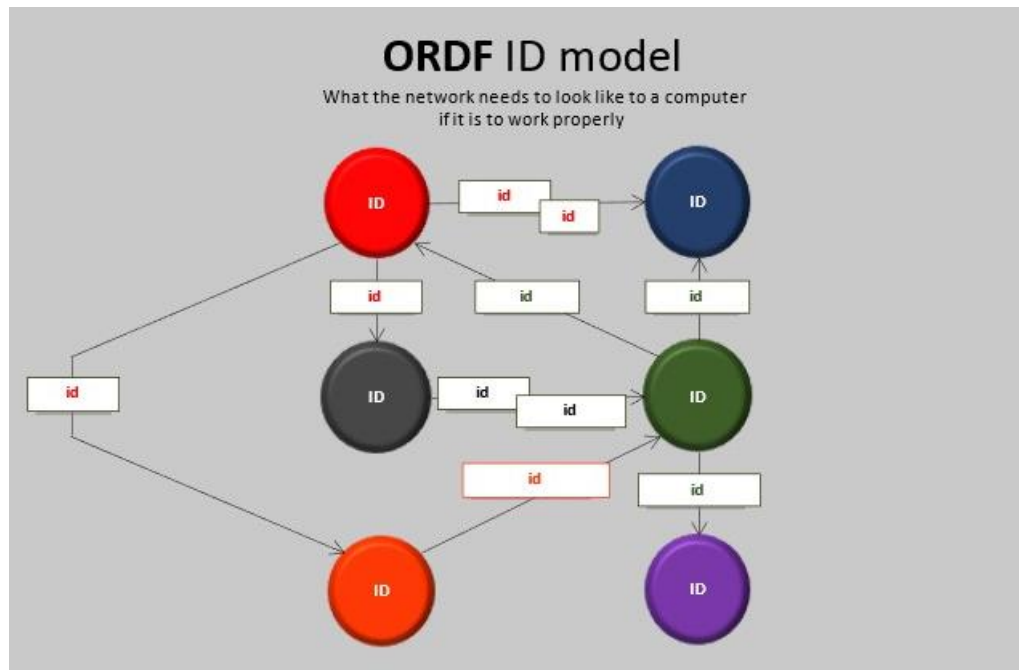 ORDF ID model
What the network needs to look like to a computer
if it is to work properly
ID
id
id
ID
id
id
id
id
ID
id
id
ID
id
id
ID
ID